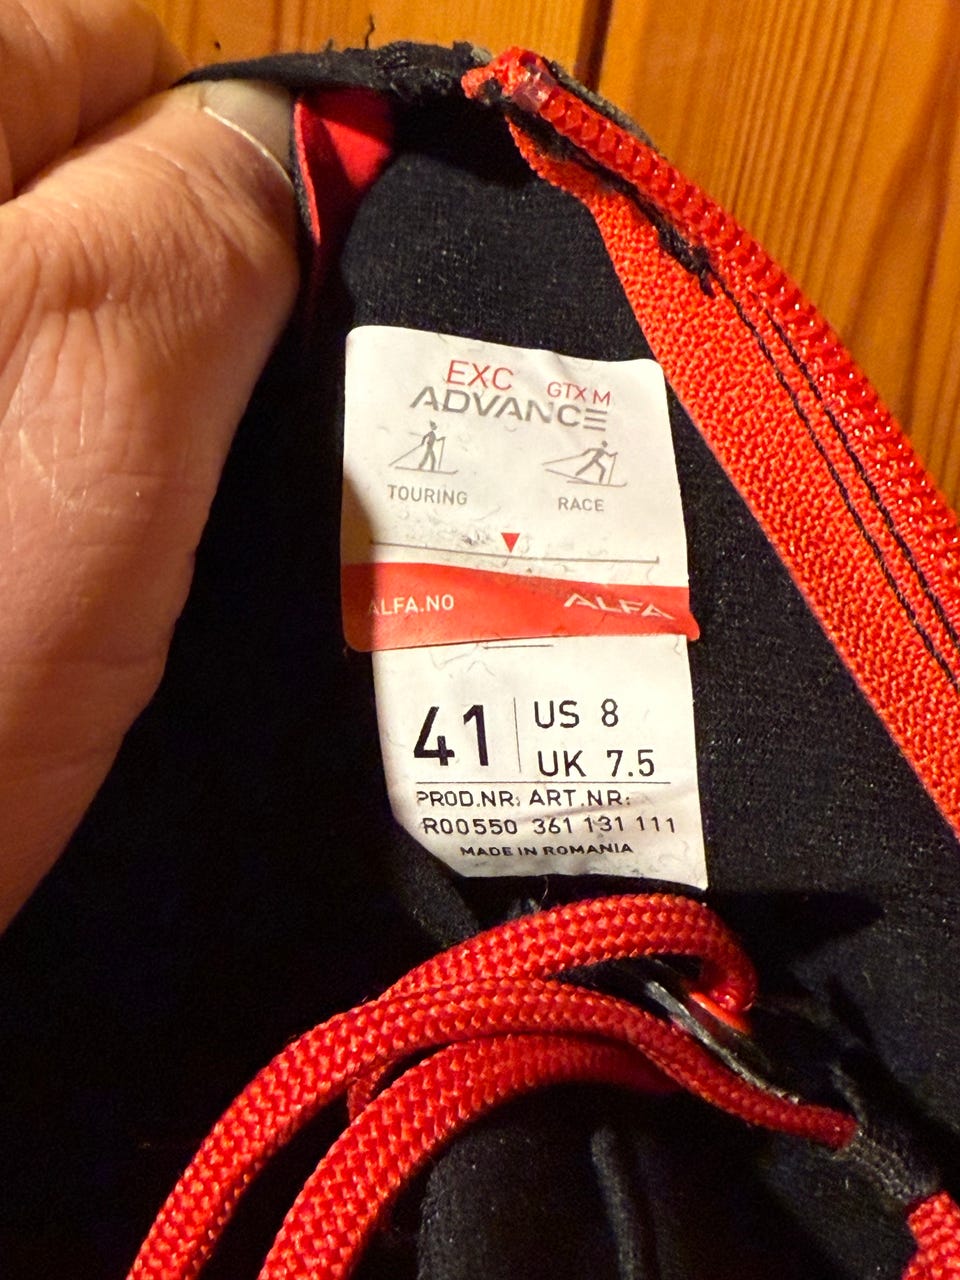 EXC GTX M
ADVANCE
TOURING RACE
ALFA.NO ALFA
41 US 8
UK 7.5
PROD.NR: ART.NR:
R00550 361 131 111
MADE IN ROMANIA